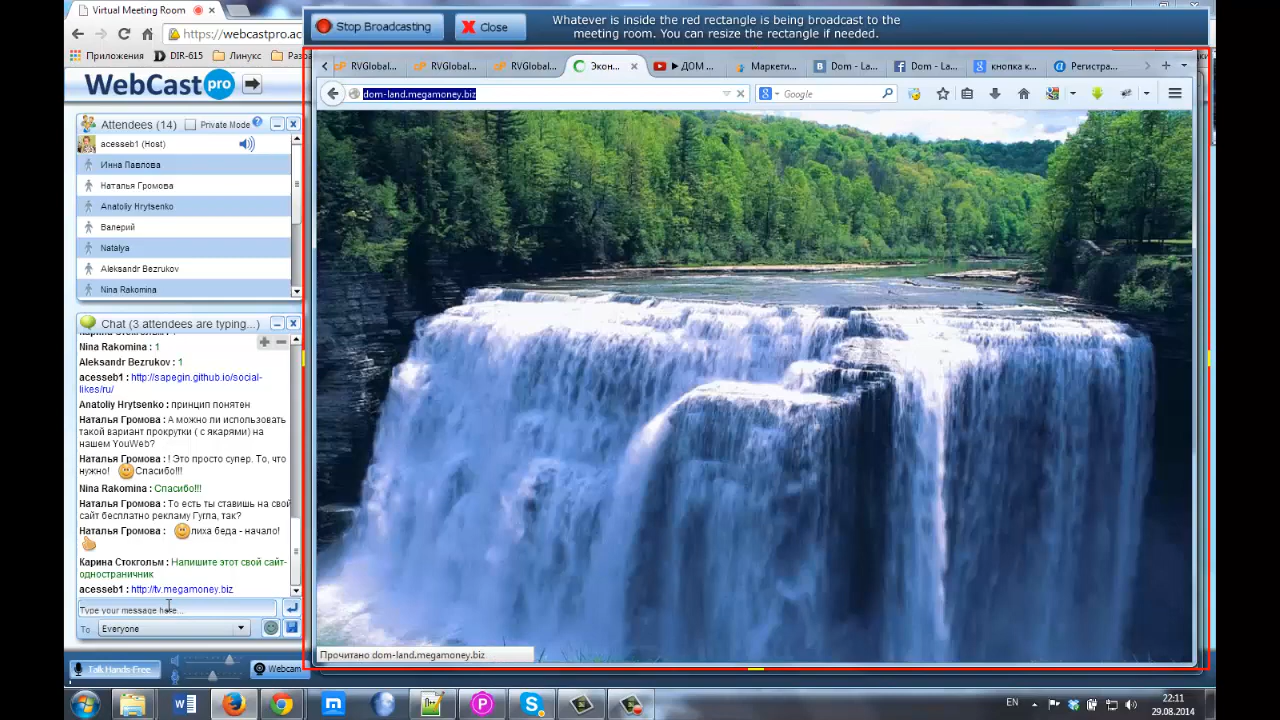 Virtual Meeting Room
https://webcastpro.ac
Приложения
DIR-615
Линукс
WebCast pro
Attendees (14)
Private Mode
acesseb1 (Host)
Инна Павлова
Наталья Громова
Anatoliy Hrytsenko
Валерий
Natalya
Aleksandr Bezrukov
Nina Rakomina
Chat (3 attendees are typing...)
Nina Rakomina : 1
Aleksandr Bezrukov : 1
acesseb1 : http://sapegin.github.io/social-
likes/ru/
Anatoliy Hrytsenko : принцип понятен
Наталья Громова : А можно ли использовать
такой вариант прокрутки ( с якарями) на
нашем YouWeb?
Наталья Громова : ! Это просто супер. То, что
нужно! Спасибо!!!
Nina Rakomina : Спасибо!!!
Наталья Громова : То есть ты ставишь на свой
сайт бесплатно рекламу Гугла, так?
Наталья Громова : лиха беда - начало!
Карина Стокгольм : Напишите этот свой сайт-
одностраничник
acesseb1 : http://tv.megamoney.biz
Type your message here...
To Everyone
Talk Hands-Free
Webcam
Stop Broadcasting
Close
Whatever is inside the red rectangle is being broadcast to the
meeting room. You can resize the rectangle if needed.
RVGlobal...
RVGlobal...
RVGlobal...
Экон...
ДОМ ...
Маркети...
Dom - La...
Dom - La...
кнопка к...
Регистра...
dom-land.megamoney.biz
Google
Прочитано dom-land.megamoney.biz
EN
22:11
29.08.2014